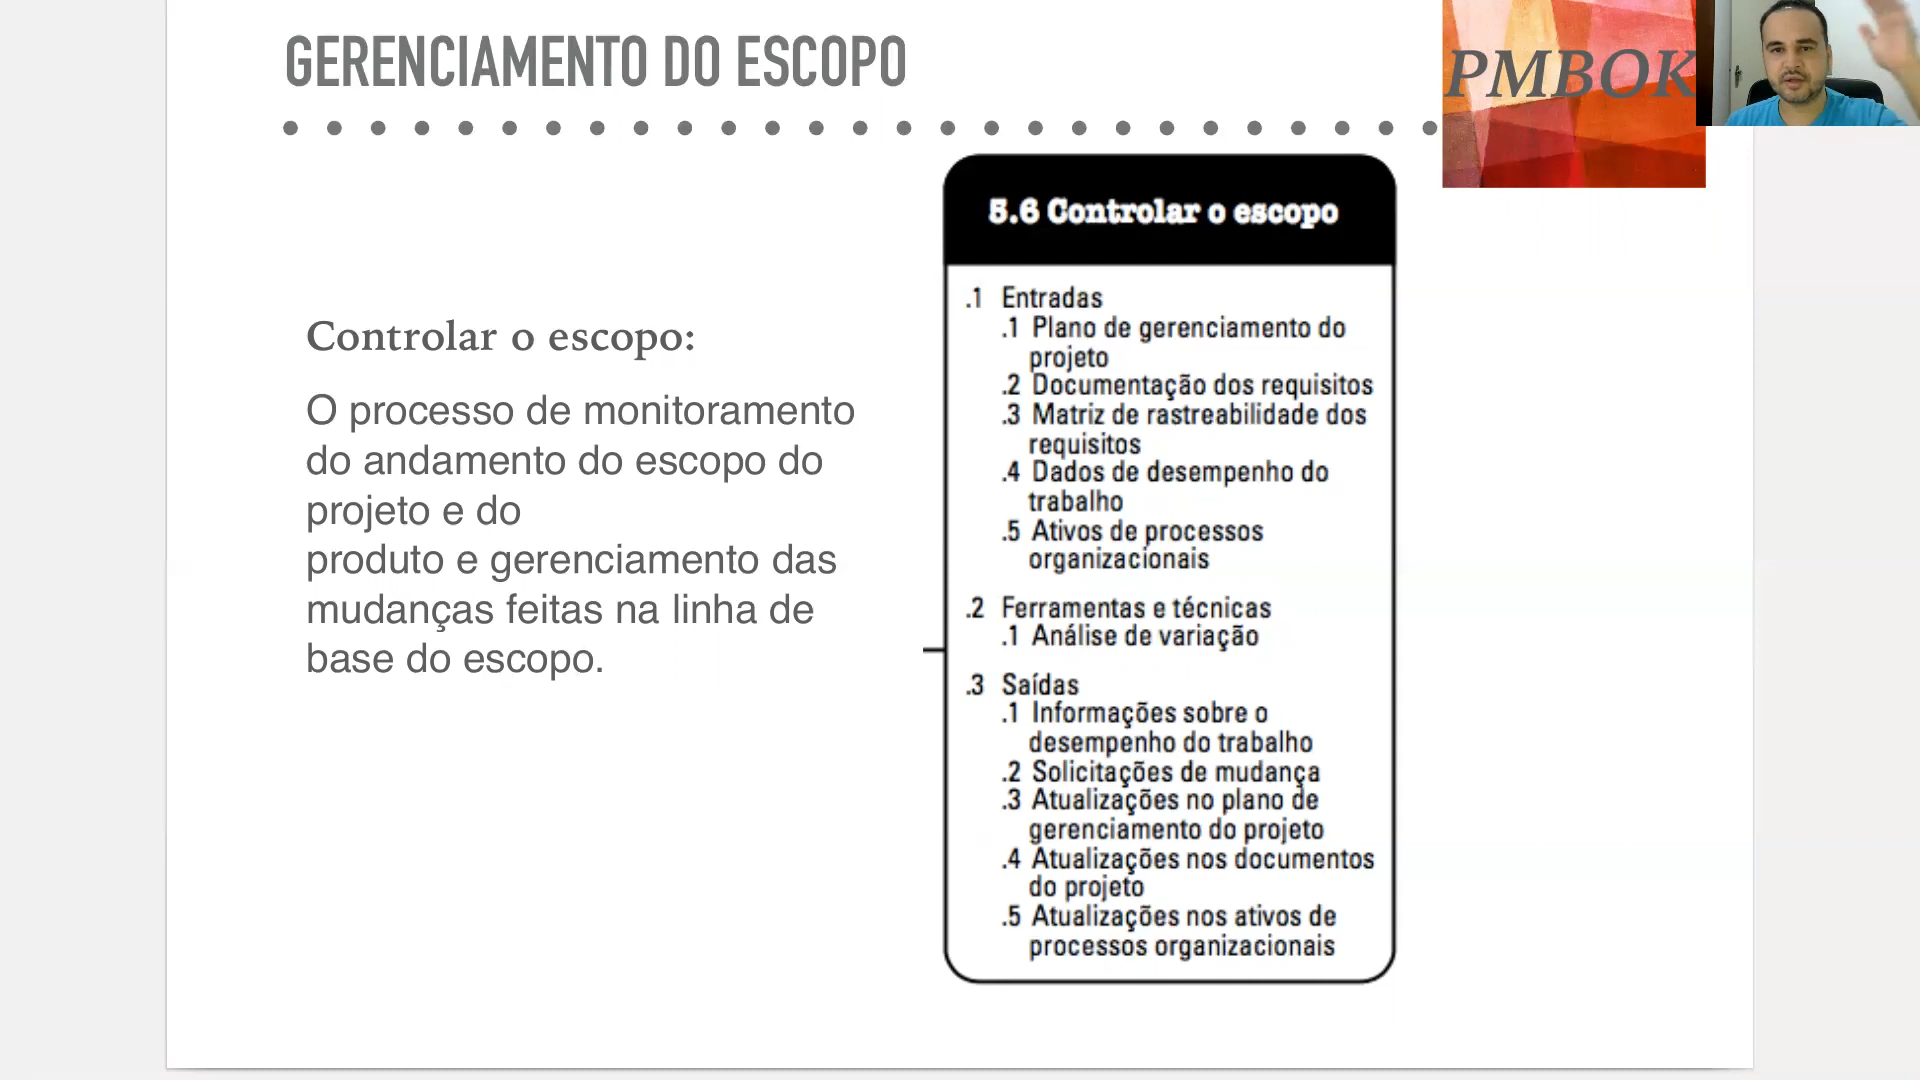 GERENCIAMENTO DO ESCOPO
PMBOK
Controlar o escopo:
O processo de monitoramento
do andamento do escopo do
projeto e do
produto e gerenciamento das
mudanças feitas na linha de
base do escopo.
5.6 Controlar o escopo
.1 Entradas
.1 Plano de gerenciamento do
projeto
.2 Documentação dos requisitos
.3 Matriz de rastreabilidade dos
requisitos
.4 Dados de desempenho do
trabalho
.5 Ativos de processos
organizacionais
.2 Ferramentas e técnicas
.1 Análise de variação
.3 Saídas
.1 Informações sobre o
desempenho do trabalho
.2 Solicitações de mudança
.3 Atualizações no plano de
gerenciamento do projeto
.4 Atualizações nos documentos
do projeto
.5 Atualizações nos ativos de
processos organizacionais